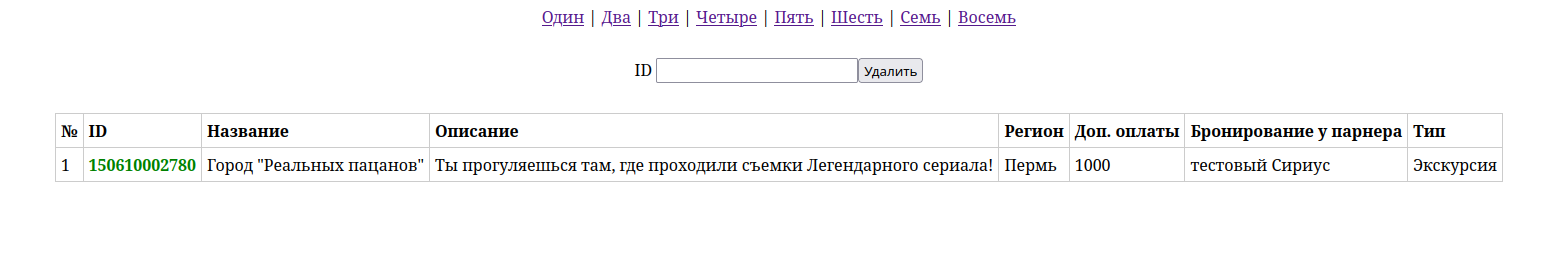 Один | Два | Три | Четыре | Пять | Шесть | Семь | Восемь
ID Удалить
№ ID Название Описание Регион Доп. оплаты Бронирование у парнера Тип
1 150610002780 Город "Реальных пацанов" Ты прогуляешься там, где проходили съемки Легендарного сериала! Пермь 1000 тестовый Сириус Экскурсия